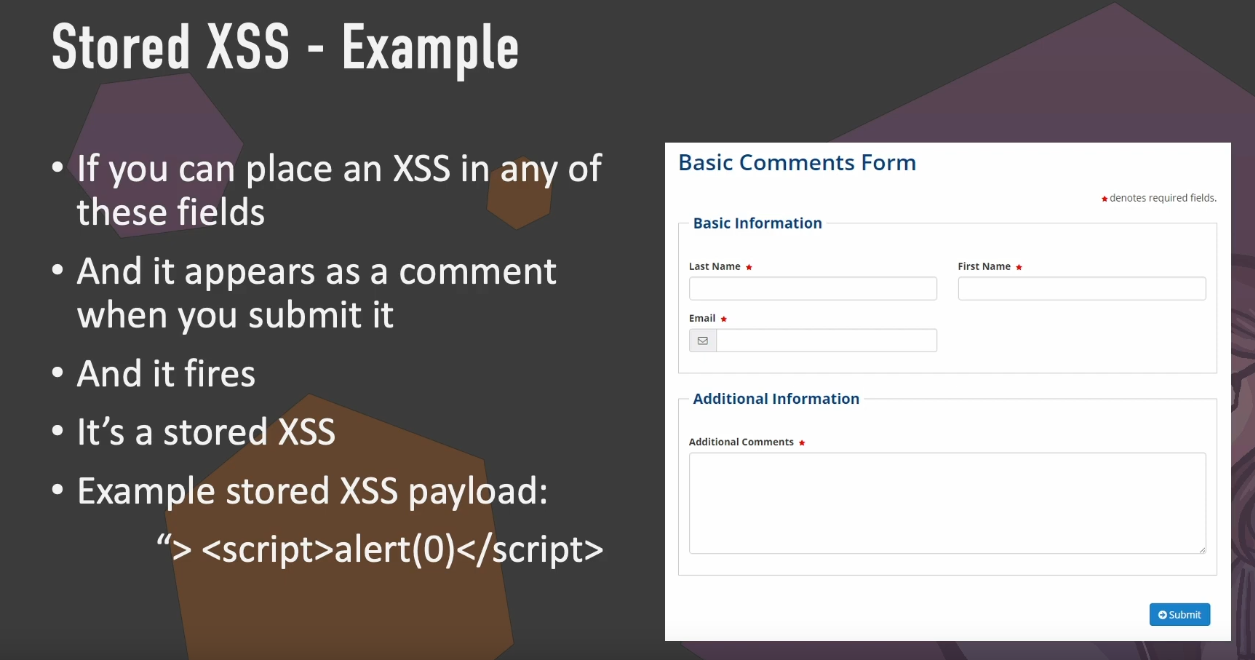 Stored XSS - Example
• If you can place an XSS in any of
these fields
• And it appears as a comment
when you submit it
• And it fires
• It’s a stored XSS
• Example stored XSS payload:
“> <script>alert(0)</script>
Basic Comments Form
★ denotes required fields.
Basic Information
Last Name ★
First Name ★
Email ★
Additional Information
Additional Comments ★
Submit